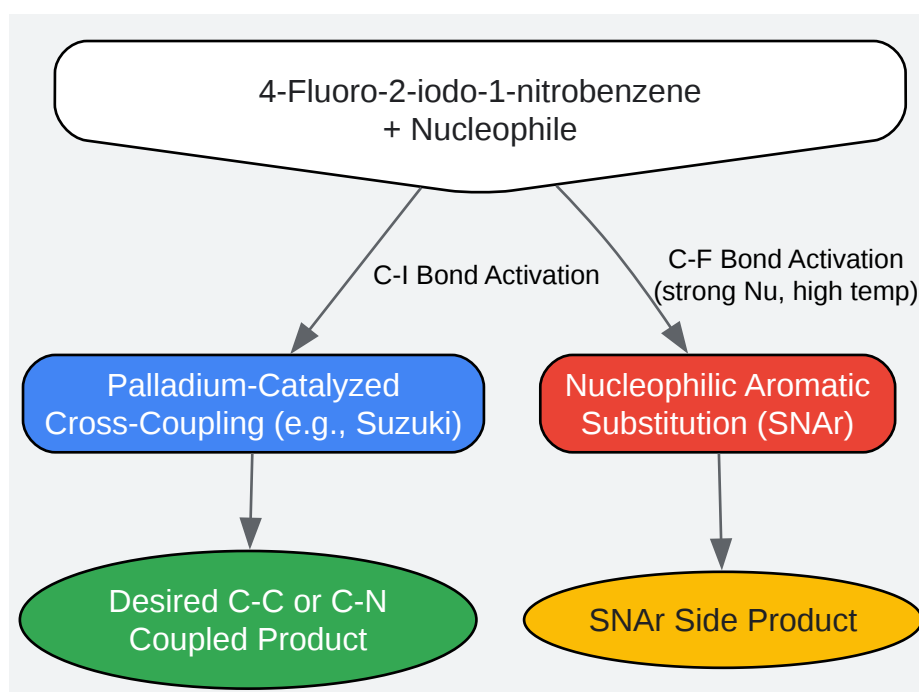 4-Fluoro-2-iodo-1-nitrobenzene
+ Nucleophile
C-I Bond Activation
C-F Bond Activation
(strong Nu, high temp)
Palladium-Catalyzed
Cross-Coupling (e.g., Suzuki)
Nucleophilic Aromatic
Substitution (SNAr)
Desired C-C or C-N
Coupled Product
SNAr Side Product